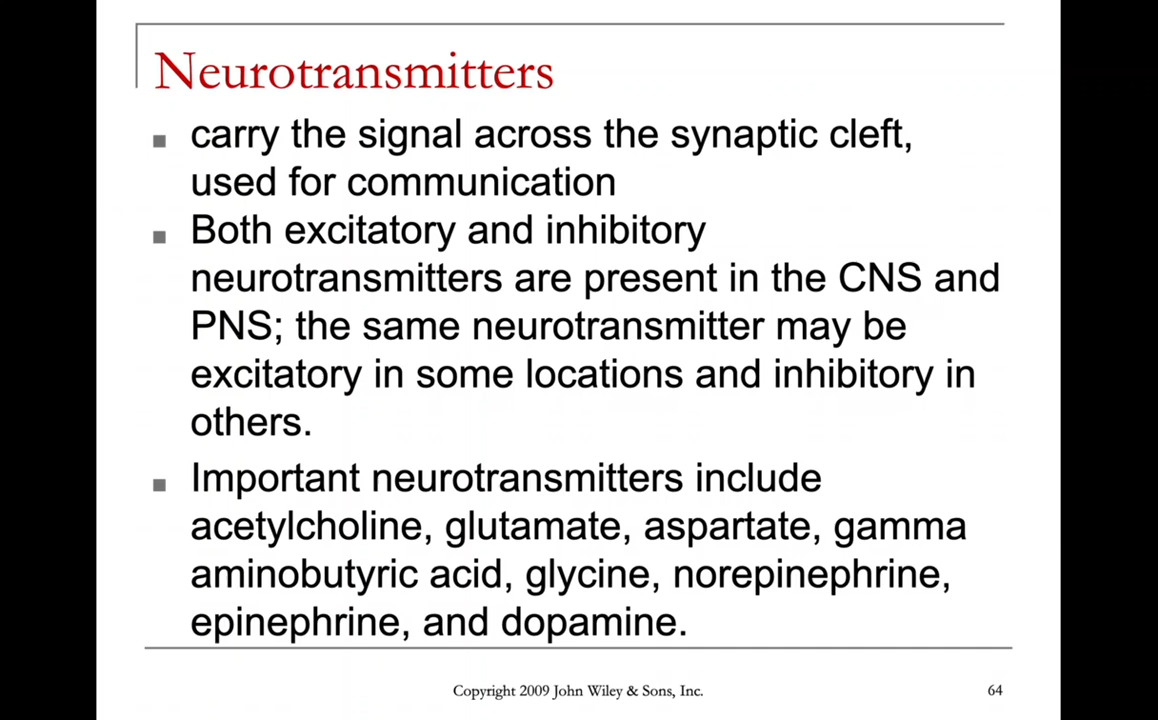 Neurotransmitters
carry the signal across the synaptic cleft,
used for communication
Both excitatory and inhibitory
neurotransmitters are present in the CNS and
PNS; the same neurotransmitter may be
excitatory in some locations and inhibitory in
others.
Important neurotransmitters include
acetylcholine, glutamate, aspartate, gamma
aminobutyric acid, glycine, norepinephrine,
epinephrine, and dopamine.
Copyright 2009 John Wiley & Sons, Inc.
64